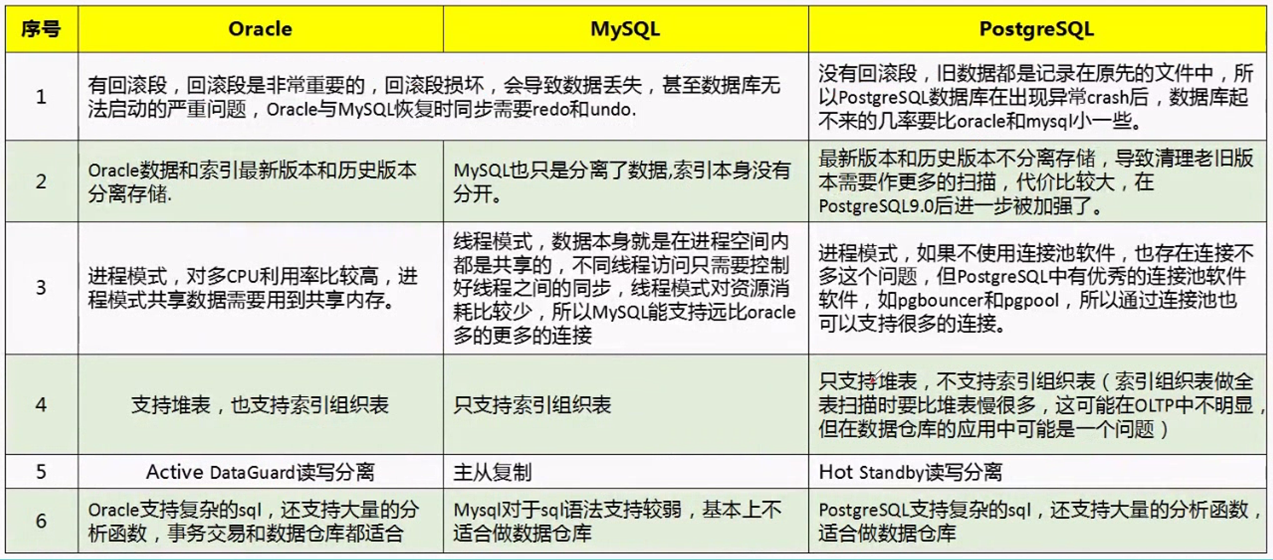 序号
Oracle
MySQL
PostgreSQL
1
有回滚段，回滚段是非常重要的，回滚段损坏，会导致数据丢失，甚至数据库无
法启动的严重问题，Oracle与MySQL恢复时同步需要redo和undo.
没有回滚段，旧数据都是记录在原先的文件中，所
以PostgreSQL数据库在出现异常crash后，数据库起
不来的几率要比oracle和mysql小一些。
2
Oracle数据和索引最新版本和历史版本
分离存储.
MySQL也只是分离了数据,索引本身没有
分开。
最新版本和历史版本不分离存储，导致清理老旧版
本需要作更多的扫描，代价比较大，在
PostgreSQL9.0后进一步被加强了。
3
进程模式，对多CPU利用率比较高，进
程模式共享数据需要用到共享内存。
线程模式，数据本身就是在进程空间内
都是共享的，不同线程访问只需要控制
好线程之间的同步，线程模式对资源消
耗比较少，所以MySQL能支持远比oracle
多的更多的连接
进程模式，如果不使用连接池软件，也存在连接不
多这个问题，但PostgreSQL中有优秀的连接池软件
软件，如pgbouncer和pgpool，所以通过连接池也
可以支持很多的连接。
4
支持堆表，也支持索引组织表
只支持索引组织表
只支持堆表，不支持索引组织表（索引组织表做全
表扫描时要比堆表慢很多，这可能在OLTP中不明显，
但在数据仓库的应用中可能是一个问题）
5
Active DataGuard读写分离
主从复制
Hot Standby读写分离
6
Oracle支持复杂的sql，还支持大量的分
析函数，事务交易和数据仓库都适合
Mysql对于sql语法支持较弱，基本上不
适合做数据仓库
PostgreSQL支持复杂的sql，还支持大量的分析函数，
适合做数据仓库